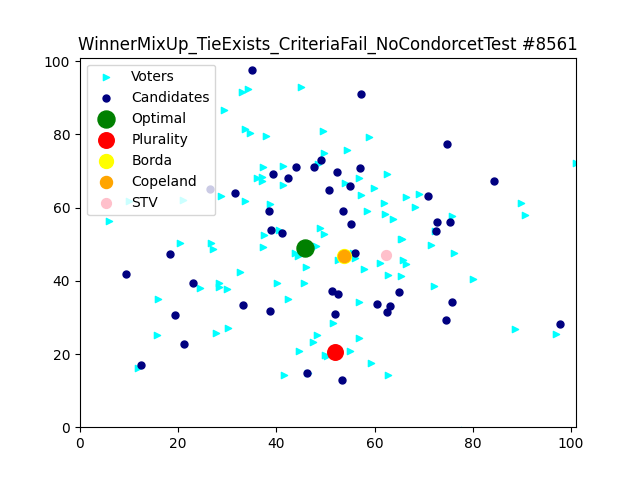 WinnerMixUp_TieExists_CriteriaFail_NoCondorcetTest #8561
Voters
Candidates
Optimal
Plurality
Borda
Copeland
STV
100
80
60
40
20
0
0 20 40 60 80 100